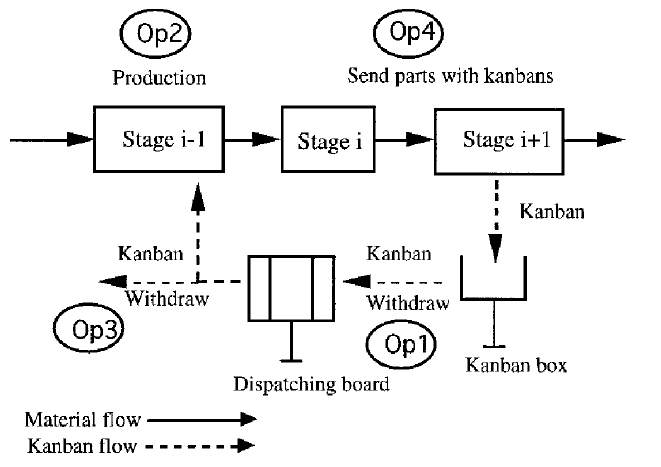 Op2
Op4
Production
Send parts with kanbans
Stage i-1
Stage i
Stage i+1
Kanban
Kanban
Kanban
Withdraw
Withdraw
Op3
Op1
Kanban box
Dispatching board
Material flow
Kanban flow